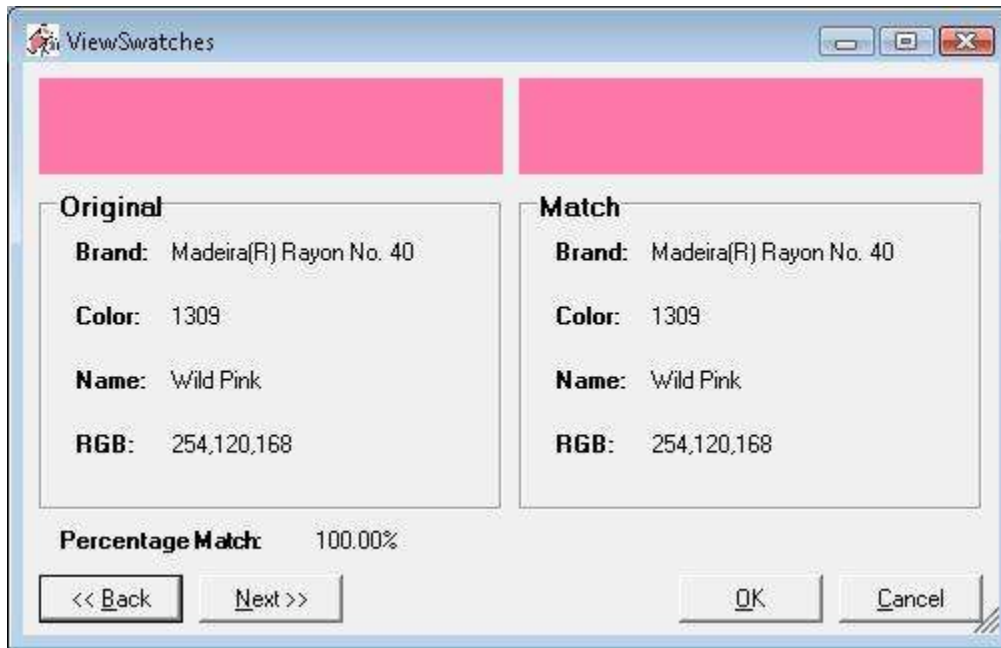 ViewSwatches
Original
Brand: Madeira(R) Rayon No. 40
Color: 1309
Name: Wild Pink
RGB: 254,120,168
Match
Brand: Madeira(R) Rayon No. 40
Color: 1309
Name: Wild Pink
RGB: 254,120,168
Percentage Match: 100.00%
<< Back
Next >>
OK
Cancel